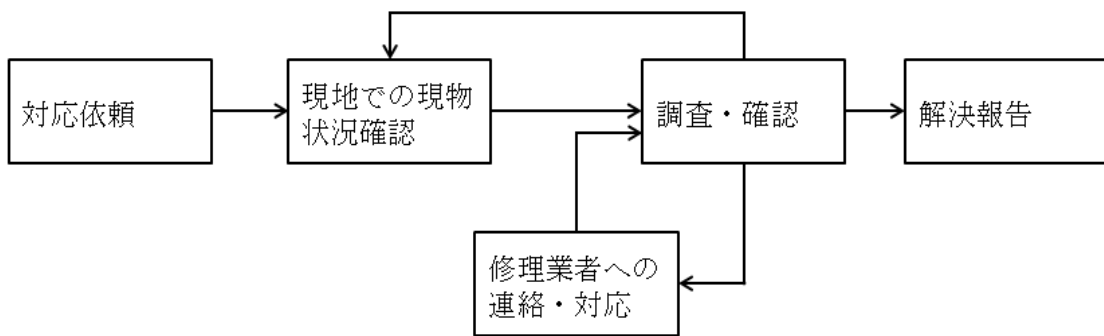 対応依頼
現地での現物
状況確認
調査・確認
解決報告
修理業者への
連絡・対応